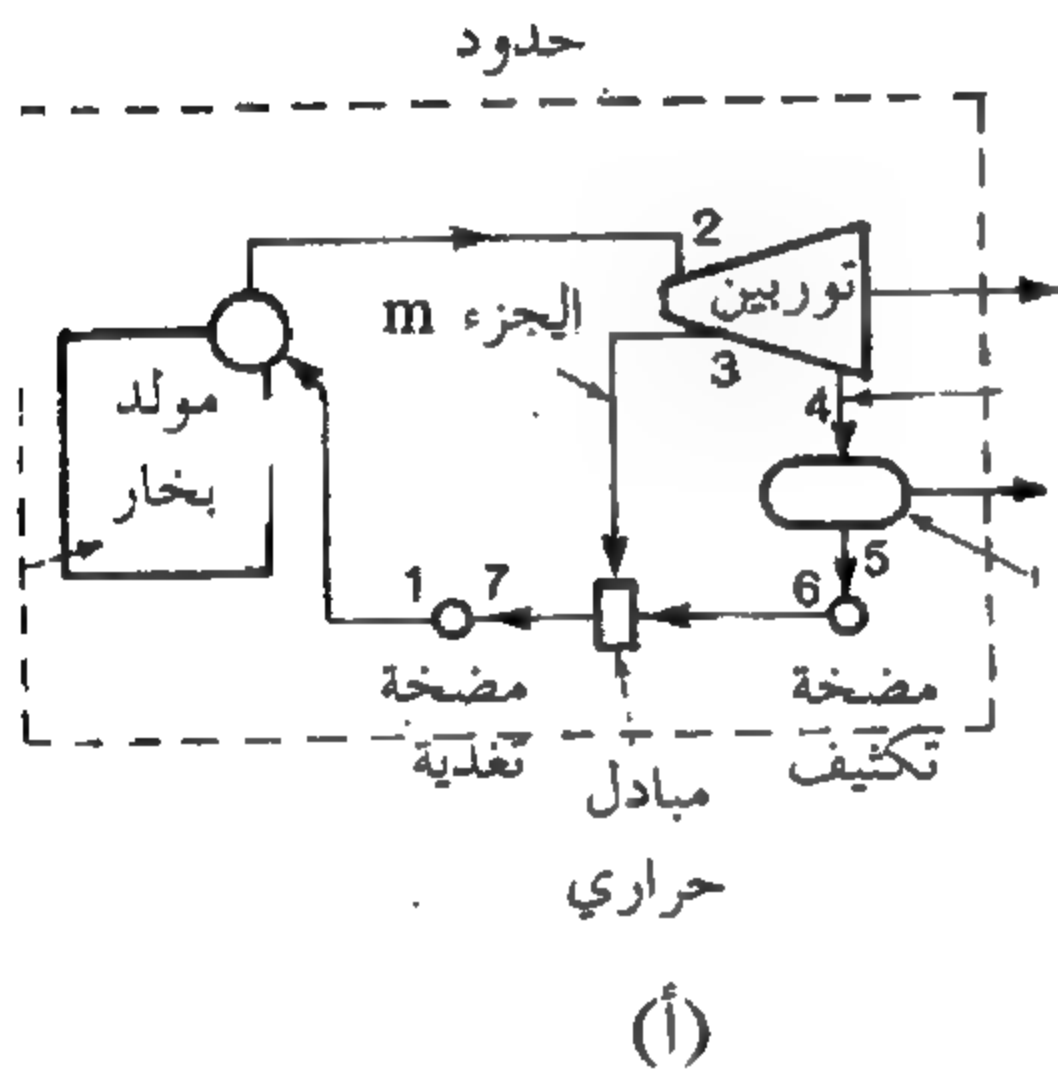 حدود
2
توربين
الجزء m
3
4
مولد
بخار
5
1 7
6
مضخة
تغذية
مضخة
تكثيف
مبادل
حراري
(أ)